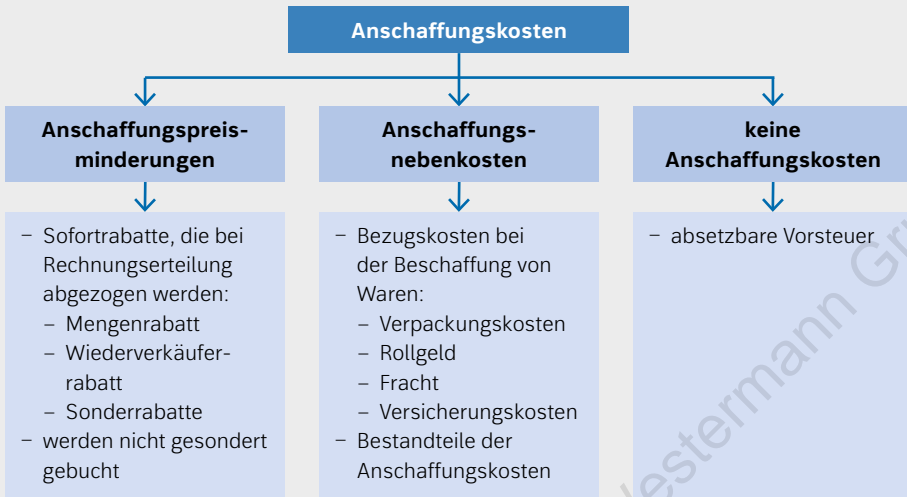 Anschaffungskosten
Anschaffungspreis-
minderungen
– Sofortrabatte, die bei
Rechnungserteilung
abgezogen werden:
– Mengenrabatt
– Wiederverkäufer-
rabatt
– Sonderrabatte
– werden nicht gesondert
gebucht
Anschaffungs-
nebenkosten
– Bezugskosten bei
der Beschaffung von
Waren:
– Verpackungskosten
– Rollgeld
– Fracht
– Versicherungskosten
– Bestandteile der
Anschaffungskosten
keine
Anschaffungskosten
– absetzbare Vorsteuer